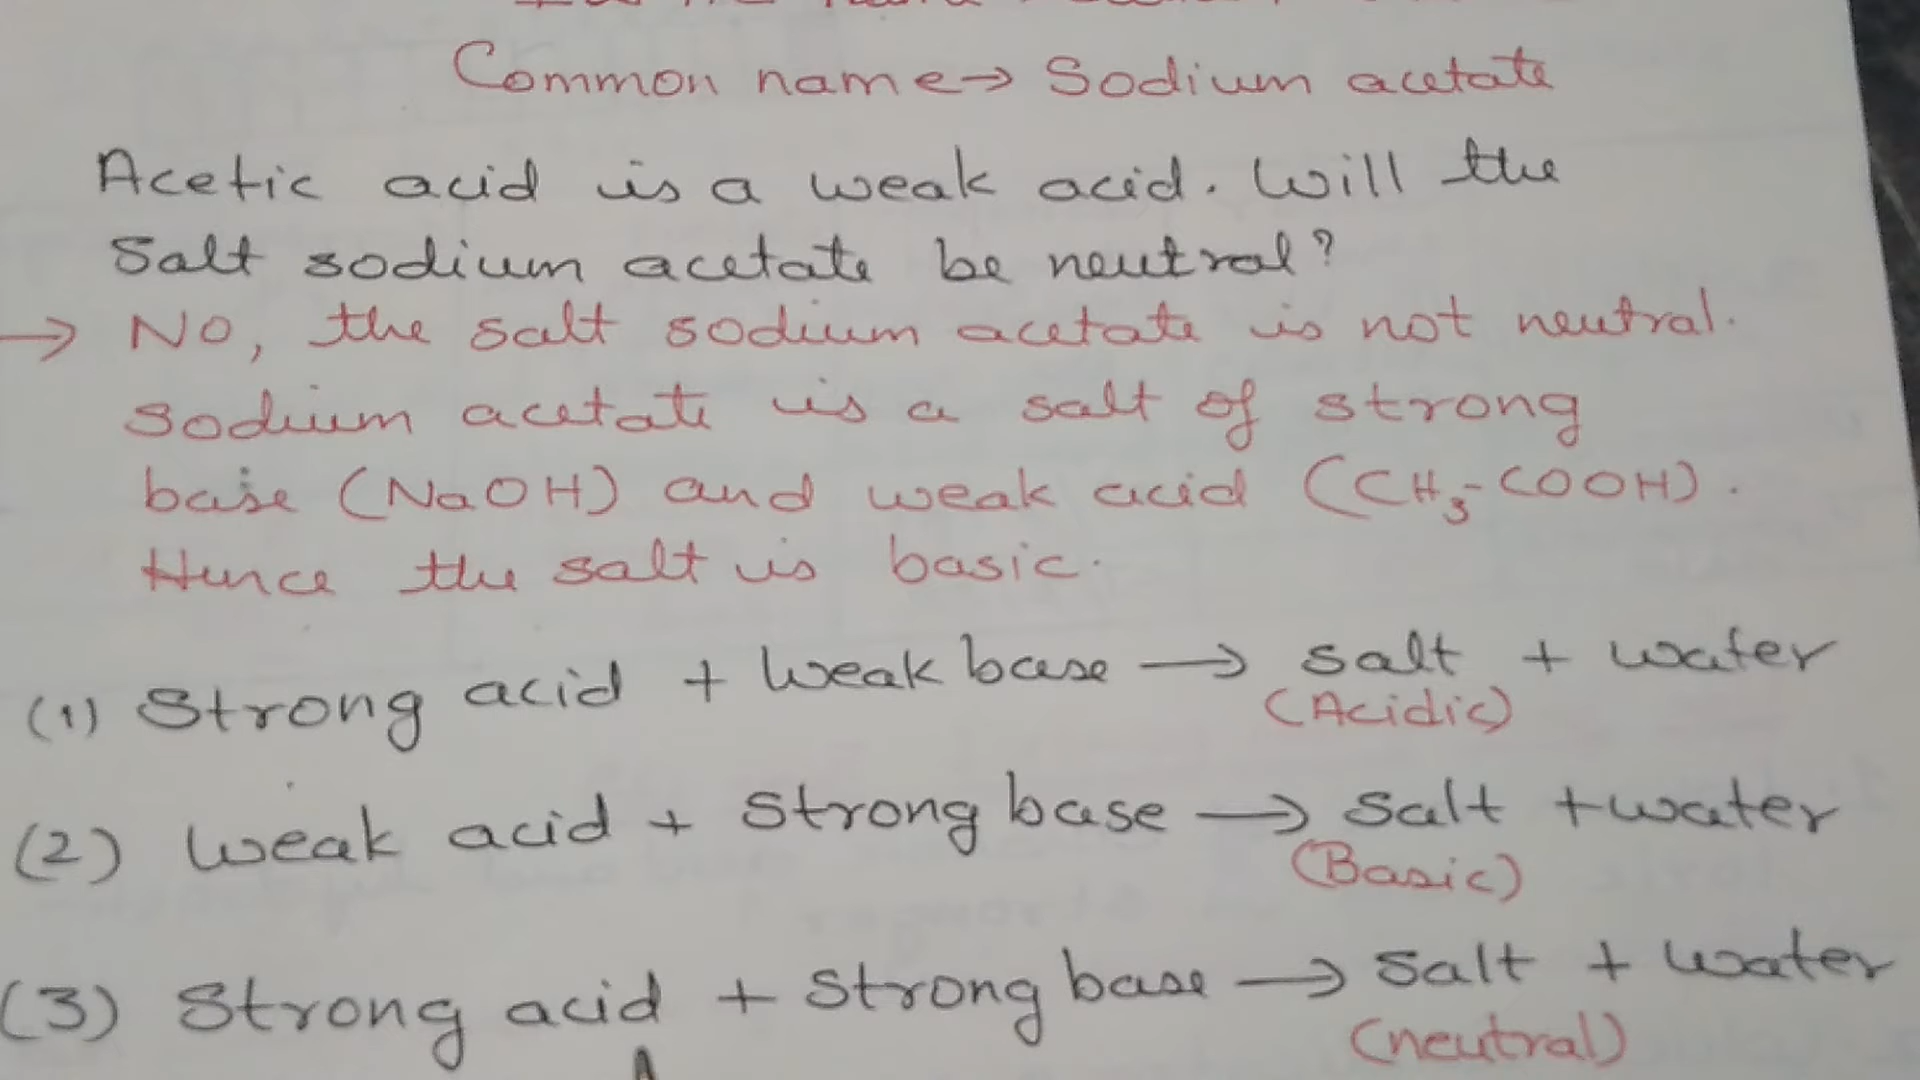 Common name→ Sodium acetate
Acetic acid is a weak acid. Will the
Salt sodium acetate be neutral?
→ NO, the salt sodium acetate is not neutral.
Sodium acetate is a salt of strong
base (NaOH) and weak acid (CH₃-COOH).
Hence the salt is basic.
(1) Strong acid + Weak base → salt + water
(Acidic)
(2) Weak acid + Strong base → Salt + water
(Basic)
(3) Strong acid + Strong base → Salt + water
(neutral)